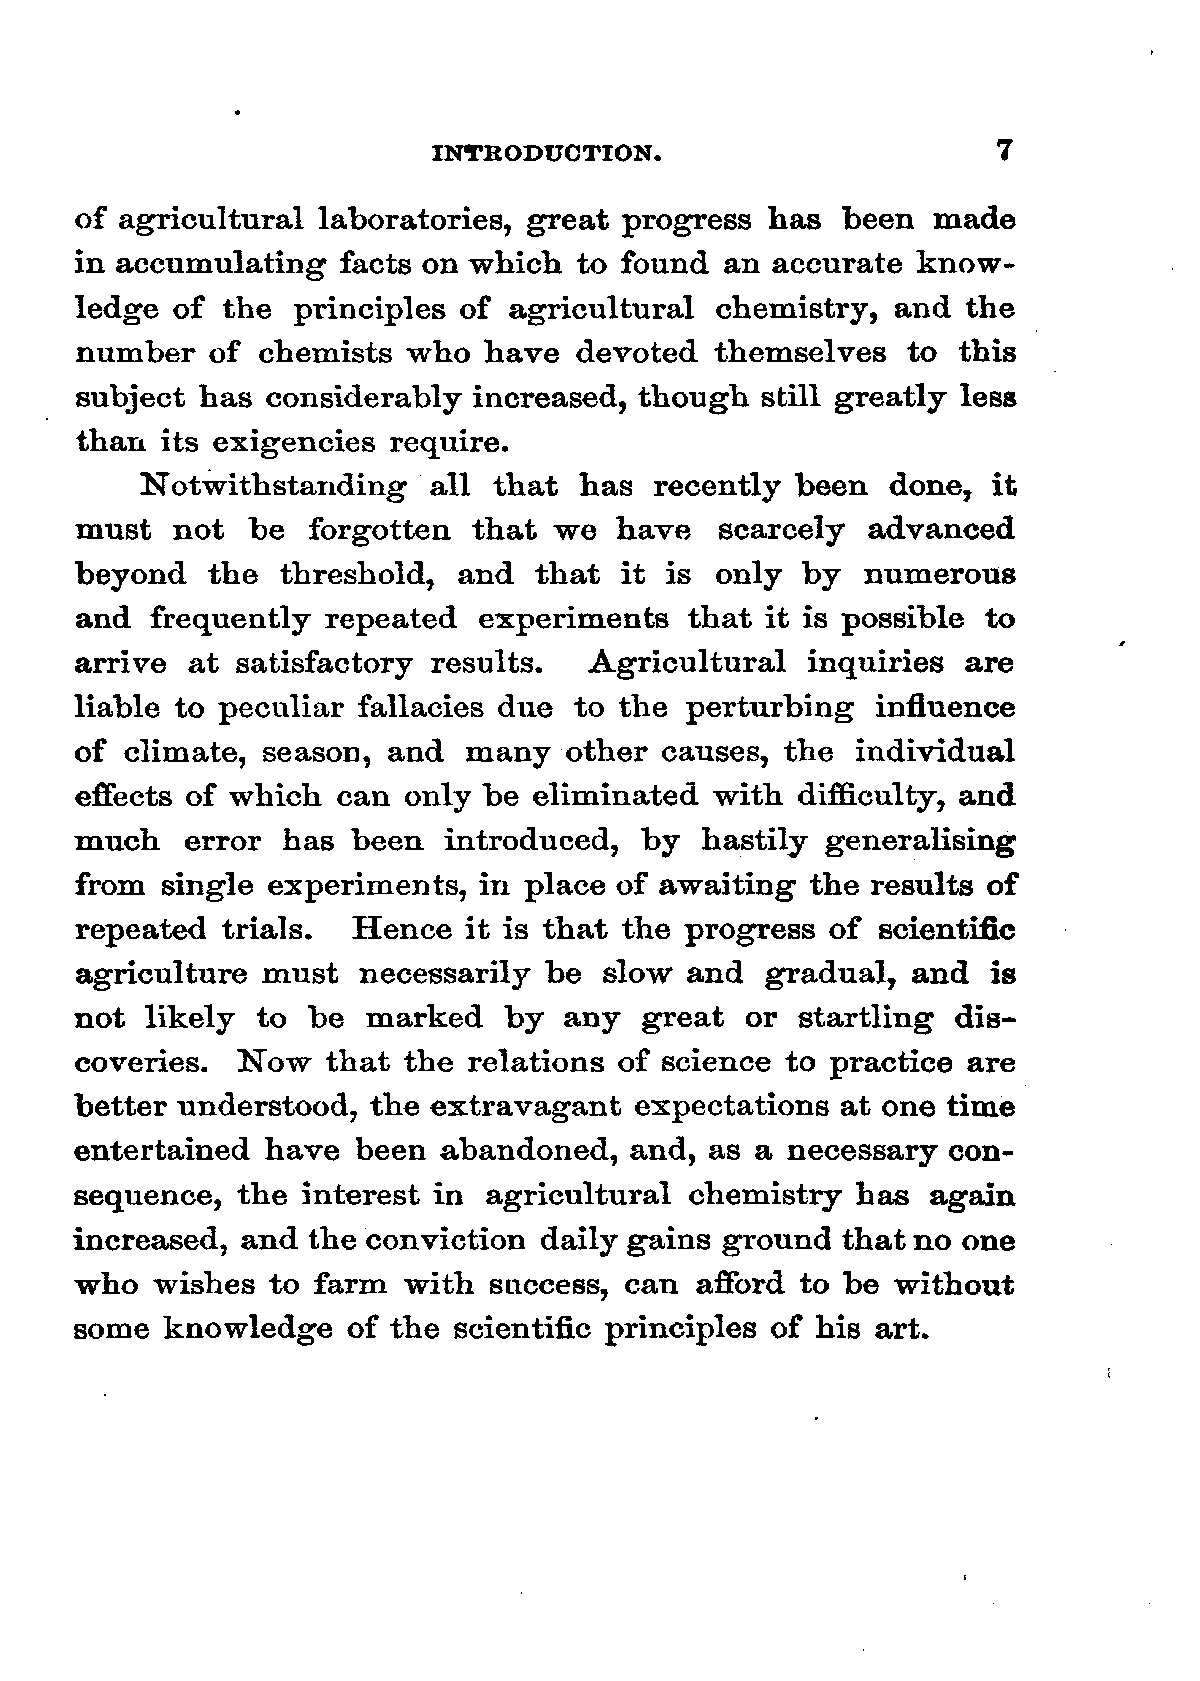 INTRODUCTION. 7
of agricultural laboratories, great progress has been made
in accumulating facts on which to found an accurate know-
ledge of the principles of agricultural chemistry, and the
number of chemists who have devoted themselves to this
subject has considerably increased, though still greatly less
than its exigencies require.
Notwithstanding all that has recently been done, it
must not be forgotten that we have scarcely advanced
beyond the threshold, and that it is only by numerous
and frequently repeated experiments that it is possible to
arrive at satisfactory results. Agricultural inquiries are
liable to peculiar fallacies due to the perturbing influence
of climate, season, and many other causes, the individual
effects of which can only be eliminated with difficulty, and
much error has been introduced, by hastily generalising
from single experiments, in place of awaiting the results of
repeated trials. Hence it is that the progress of scientific
agriculture must necessarily be slow and gradual, and is
not likely to be marked by any great or startling dis-
coveries. Now that the relations of science to practice are
better understood, the extravagant expectations at one time
entertained have been abandoned, and, as a necessary con-
sequence, the interest in agricultural chemistry has again
increased, and the conviction daily gains ground that no one
who wishes to farm with success, can afford to be without
some knowledge of the scientific principles of his art.